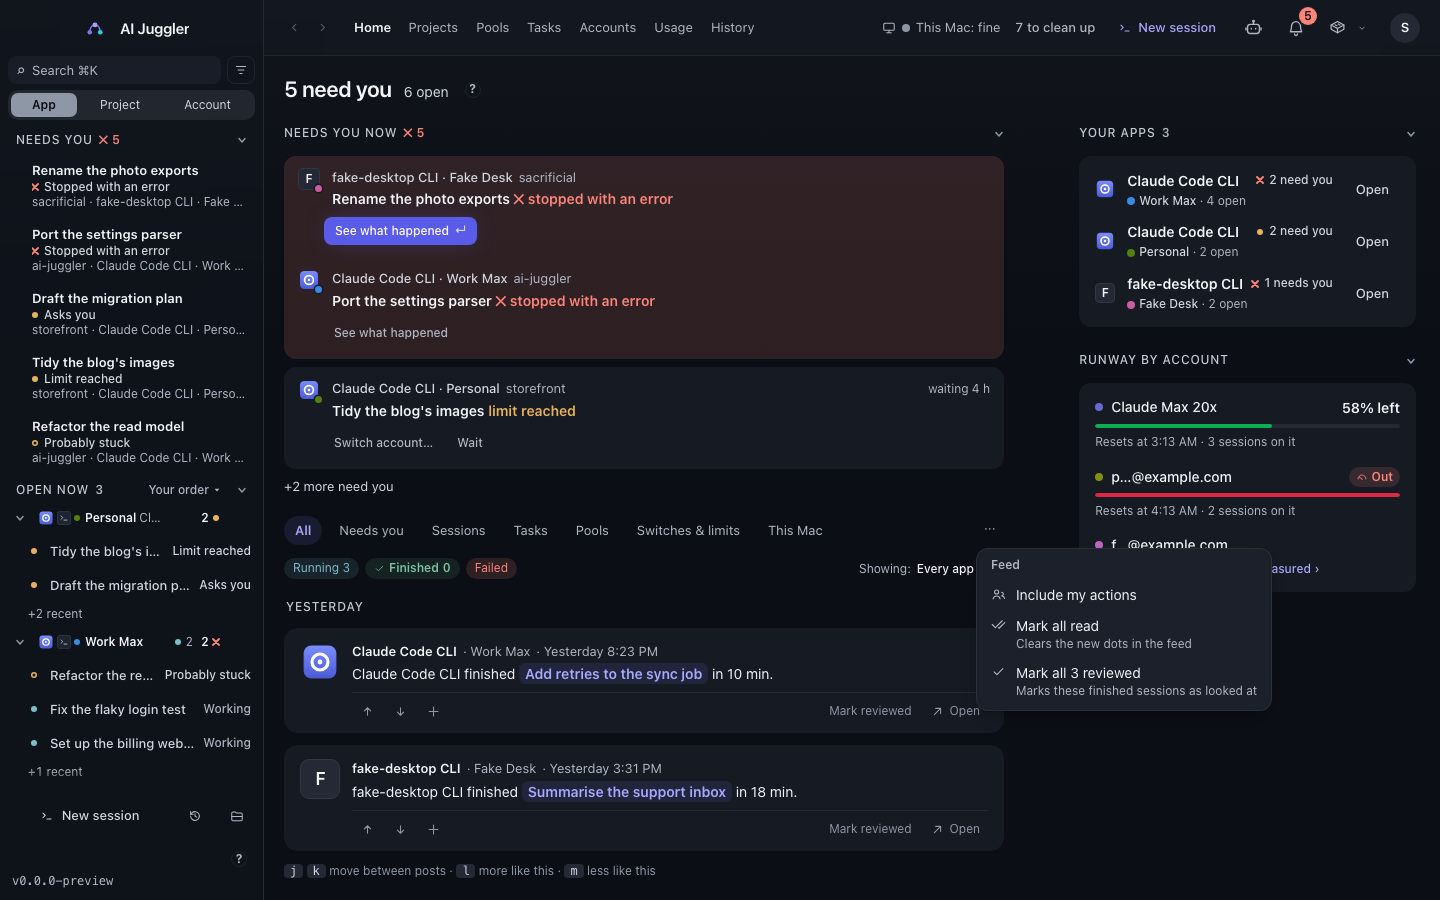 AI Juggler
Search ⌘K
App Project Account
NEEDS YOU 5
Rename the photo exports
Stopped with an error
sacrificial · fake-desktop CLI · Fake ...
Port the settings parser
Stopped with an error
ai-juggler · Claude Code CLI · Work ...
Draft the migration plan
Asks you
storefront · Claude Code CLI · Perso...
Tidy the blog's images
Limit reached
storefront · Claude Code CLI · Perso...
Refactor the read model
Probably stuck
ai-juggler · Claude Code CLI · Work ...
OPEN NOW 3 Your order
Personal Cl... 2
Tidy the blog's i... Limit reached
Draft the migration p... Asks you
+2 recent
Work Max 2 2
Refactor the re... Probably stuck
Fix the flaky login test Working
Set up the billing web... Working
+1 recent
New session
?
v0.0.0-preview
Home Projects Pools Tasks Accounts Usage History
This Mac: fine 7 to clean up New session 5 S
5 need you 6 open ?
NEEDS YOU NOW 5
F fake-desktop CLI · Fake Desk sacrificial
Rename the photo exports stopped with an error
See what happened
Claude Code CLI · Work Max ai-juggler
Port the settings parser stopped with an error
See what happened
Claude Code CLI · Personal storefront waiting 4 h
Tidy the blog's images limit reached
Switch account... Wait
+2 more need you
All Needs you Sessions Tasks Pools Switches & limits This Mac ...
Running 3 Finished 0 Failed Showing: Every app
YESTERDAY
Claude Code CLI · Work Max · Yesterday 8:23 PM
Claude Code CLI finished Add retries to the sync job in 10 min.
Mark reviewed Open
F fake-desktop CLI · Fake Desk · Yesterday 3:31 PM
fake-desktop CLI finished Summarise the support inbox in 18 min.
Mark reviewed Open
j k move between posts · l more like this · m less like this
YOUR APPS 3
Claude Code CLI 2 need you Open
Work Max · 4 open
Claude Code CLI 2 need you Open
Personal · 2 open
F fake-desktop CLI 1 needs you Open
Fake Desk · 2 open
RUNWAY BY ACCOUNT
Claude Max 20x 58% left
Resets at 3:13 AM · 3 sessions on it
p...@example.com Out
Resets at 4:13 AM · 2 sessions on it
f...@example.com
asured ›
Feed
Include my actions
Mark all read
Clears the new dots in the feed
Mark all 3 reviewed
Marks these finished sessions as looked at